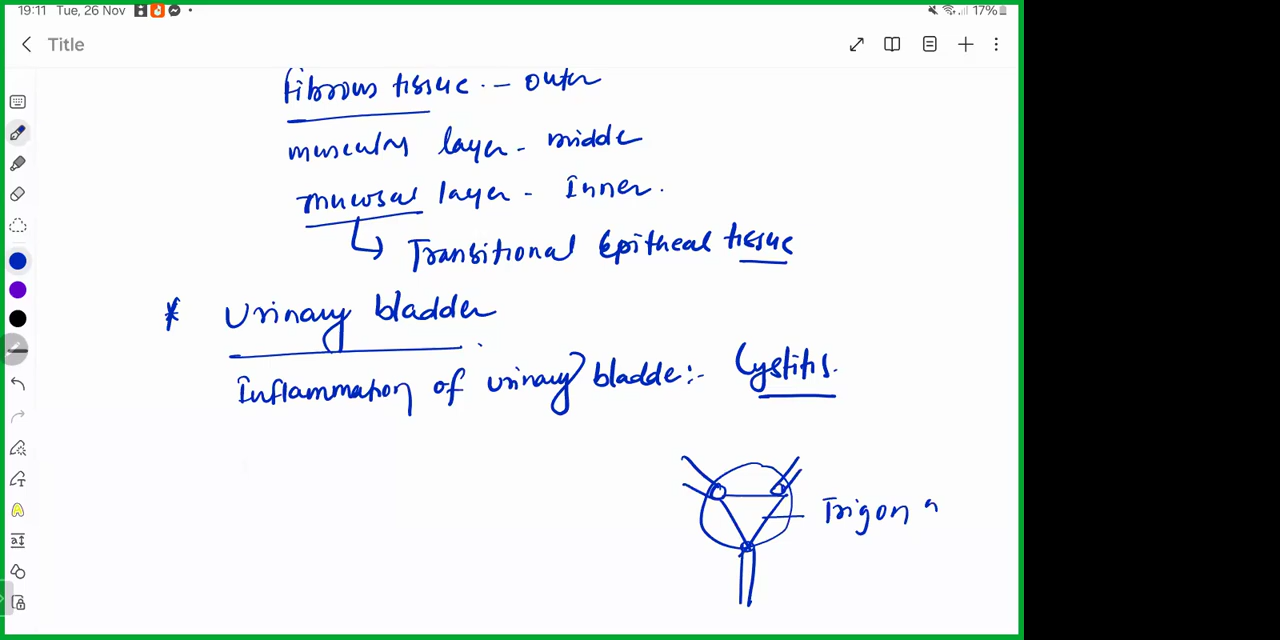 19:11 Tue, 26 Nov 17%
Title
fibrous tissue - outer
muscular layer - middle
mucosal layer - Inner.
Transitional Epitheal tissue
* Urinary bladder
Inflammation of urinary bladde:- Cystitis.
Trigon